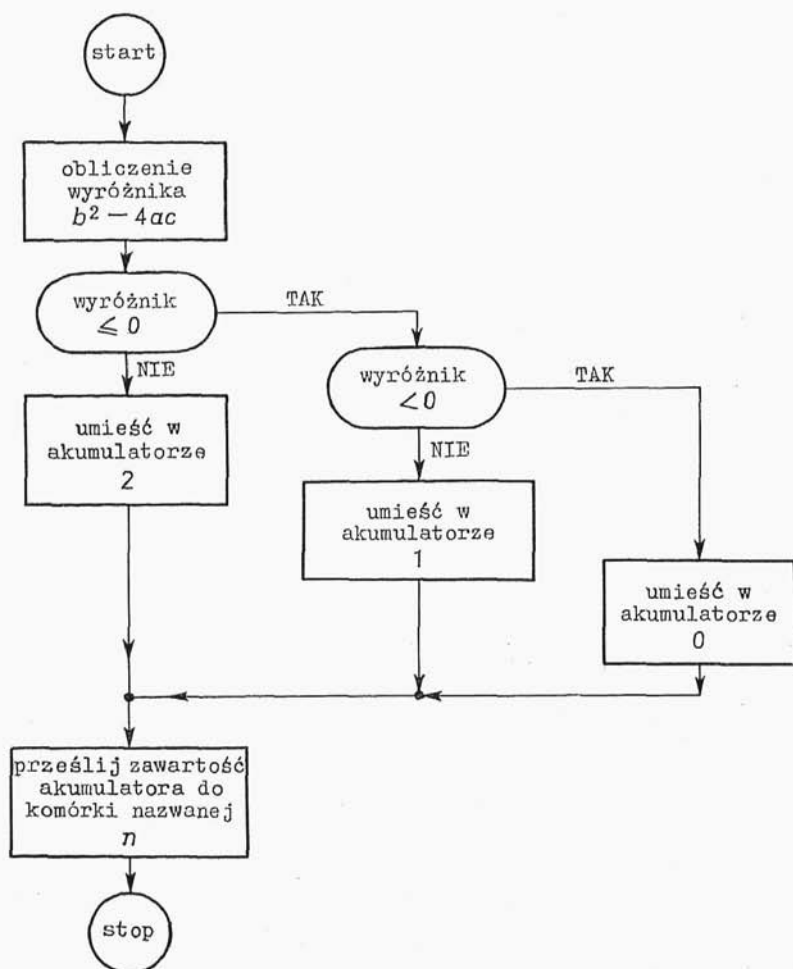 start
obliczenie
wyróżnika
b² — 4ac
wyróżnik
≤ 0
TAK
NIE
wyróżnik
<0
TAK
NIE
umieść w
akumulatorze
2
umieść w
akumulatorze
1
umieść w
akumulatorze
0
prześlij zawartość
akumulatora do
komórki nazwanej
n
stop